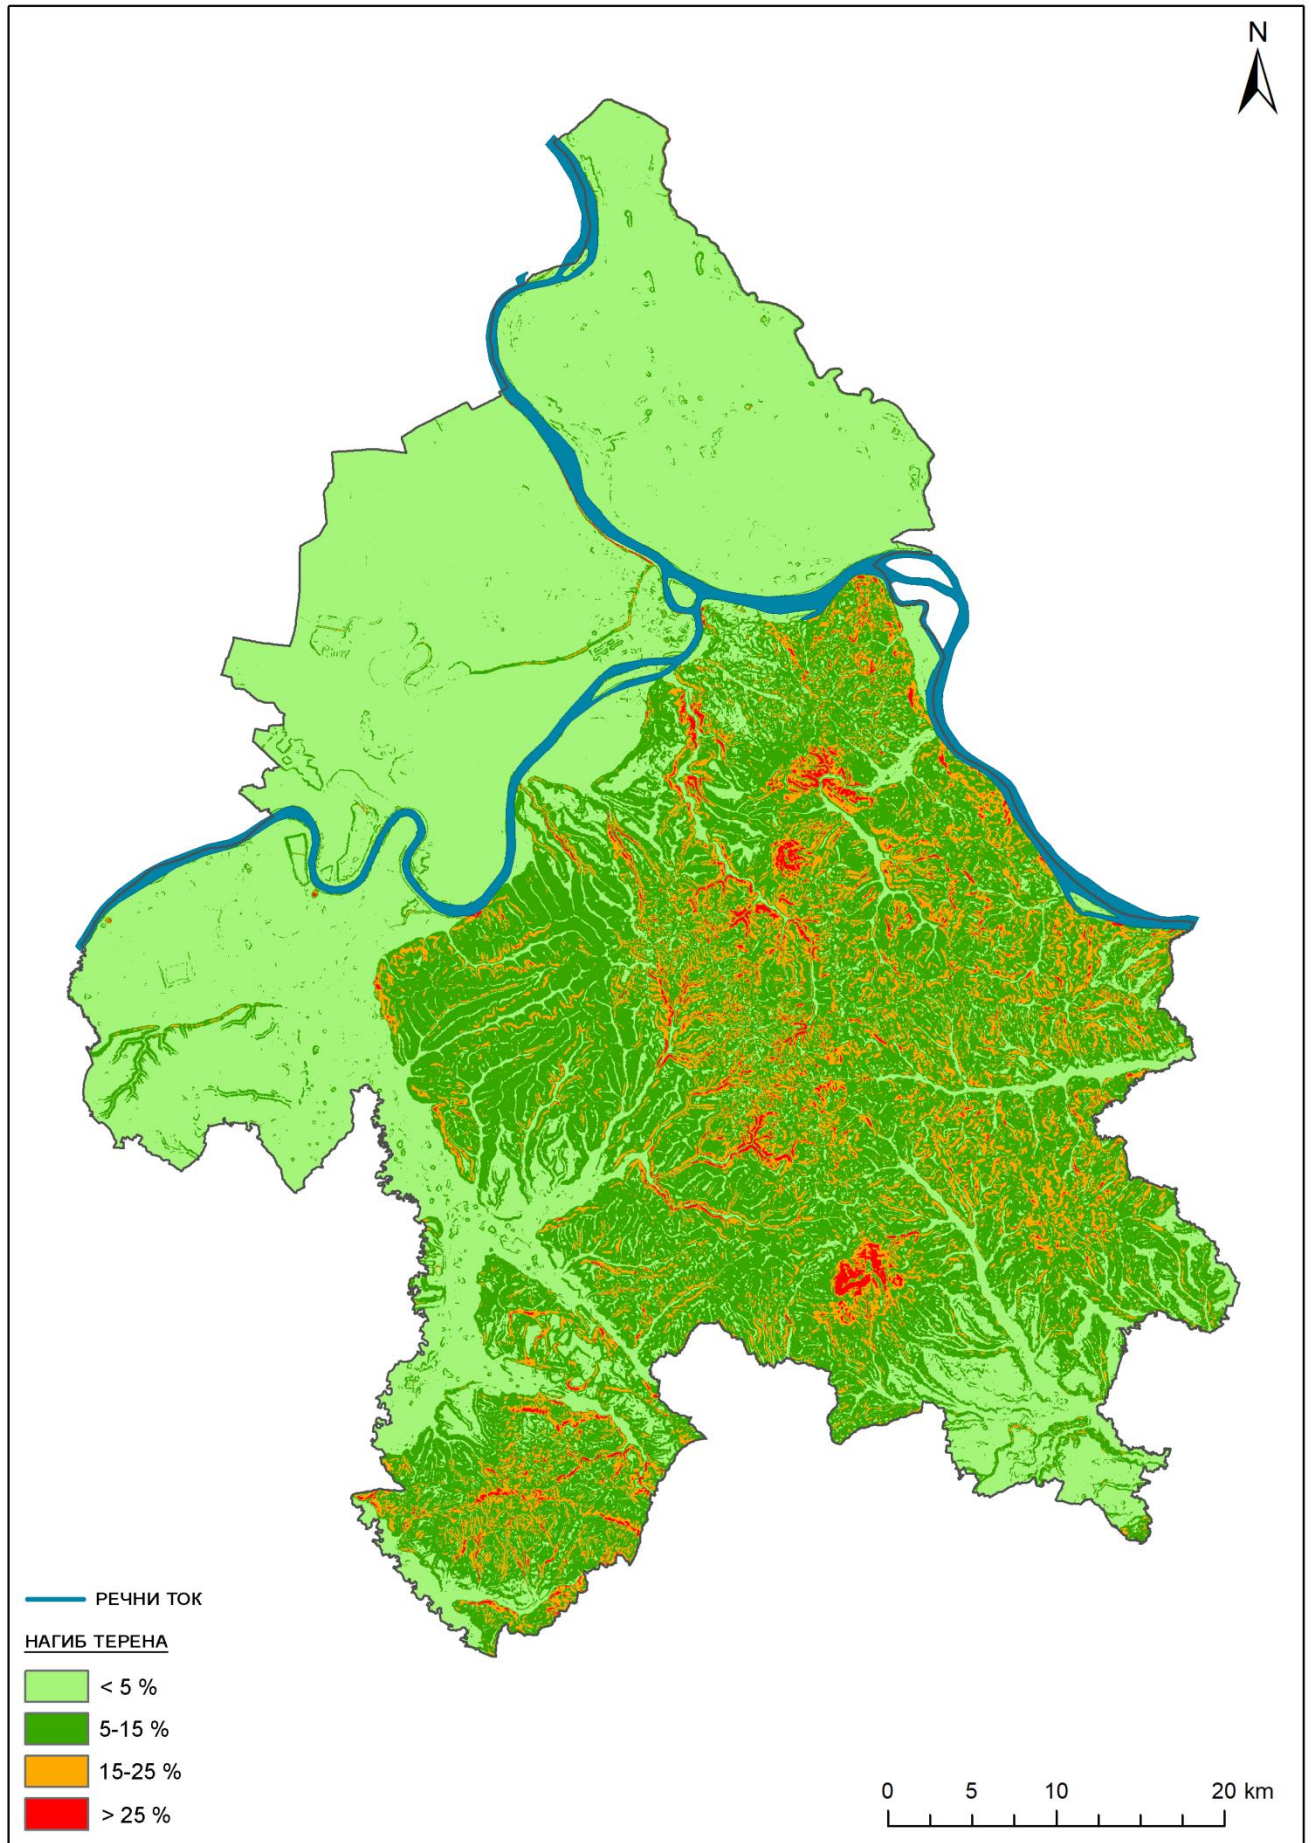 N
РЕЧНИ ТОК
НАГИБ ТЕРЕНА
< 5 %
5-15 %
15-25 %
> 25 %
0 5 10 20 km